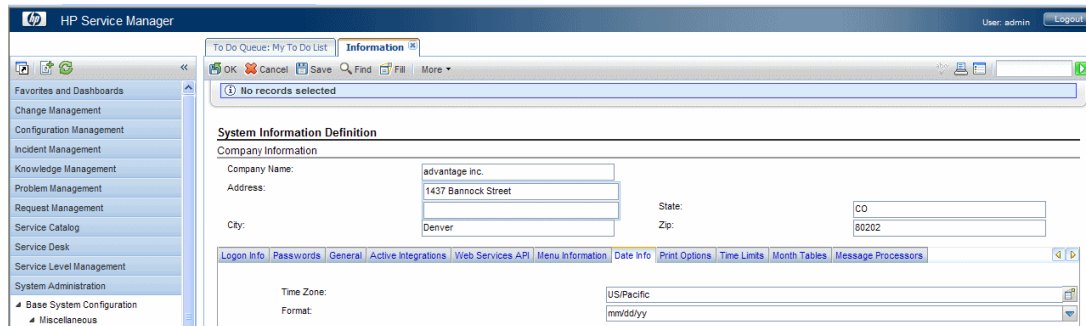 hp HP Service Manager
User: admin Logout
To Do Queue: My To Do List Information
OK Cancel Save Find Fill More
No records selected
Favorites and Dashboards
Change Management
Configuration Management
Incident Management
Knowledge Management
Problem Management
Request Management
Service Catalog
Service Desk
Service Level Management
System Administration
Base System Configuration
Miscellaneous
System Information Definition
Company Information
Company Name: advantage inc.
Address: 1437 Bannock Street
State: CO
City: Denver Zip: 80202
Logon Info Passwords General Active Integrations Web Services API Menu Information Date Info Print Options Time Limits Month Tables Message Processors
Time Zone: US/Pacific
Format: mm/dd/yy